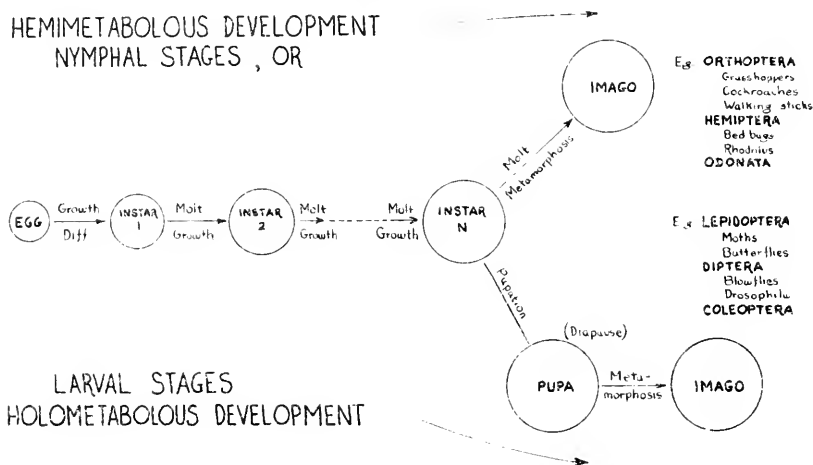 HEMIMETABOLOUS DEVELOPMENT
NYMPHAL STAGES, OR
IMAGO
Eg ORTHOPTERA
Grasshoppers
Cockroaches
Walking sticks
HEMIPTERA
Bed bugs
Rhodnius
ODONATA
Molt
Metamorphosis
EGG
Growth
Diff
INSTAR
1
Molt
Growth
INSTAR
2
Molt
Growth
Molt
Growth
INSTAR
N
Eg LEPIDOPTERA
Moths
Butterflies
DIPTERA
Blowflies
Drosophila
COLEOPTERA
Pupation
(Diapause)
PUPA
Meta-
morphosis
IMAGO
LARVAL STAGES
HOLOMETABOLOUS DEVELOPMENT